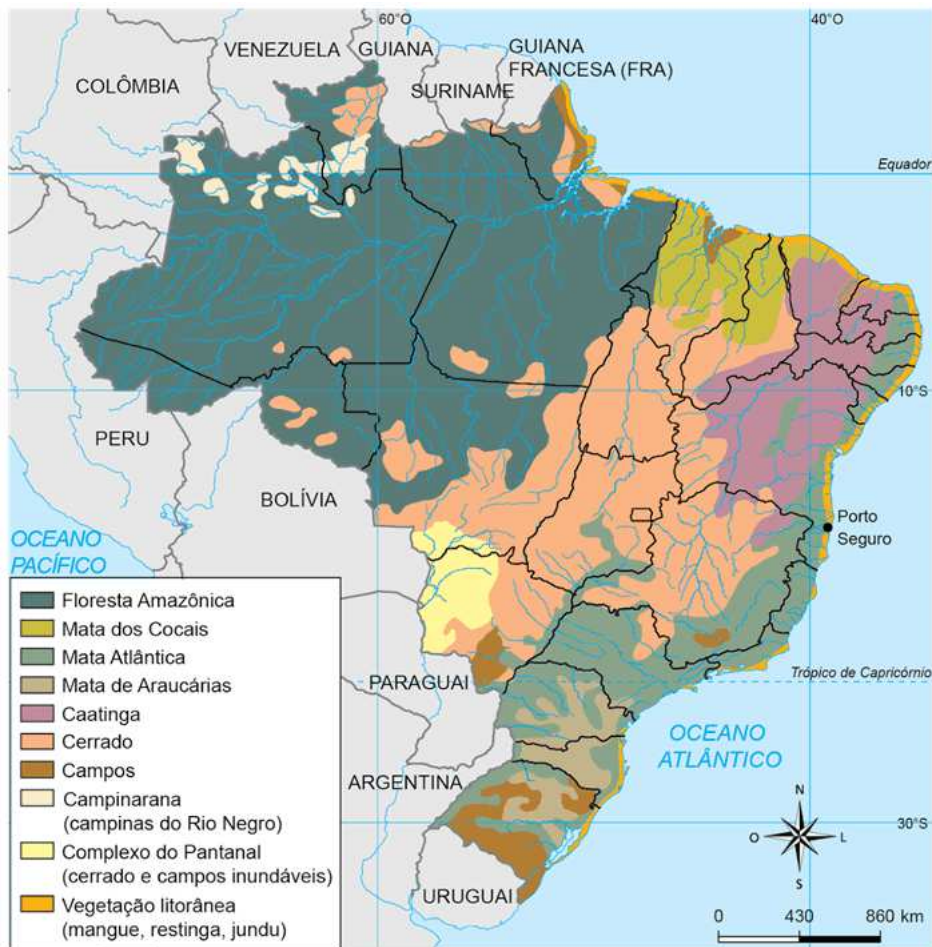 60°O
40°O
VENEZUELA
GUIANA
GUIANA
FRANCESA (FRA)
COLÔMBIA
SURINAME
Equador
10°S
PERU
BOLÍVIA
Porto
Seguro
OCEANO
PACÍFICO
Floresta Amazônica
Mata dos Cocais
Mata Atlântica
Mata de Araucárias
Caatinga
Cerrado
Campos
Campinarana
(campinas do Rio Negro)
Complexo do Pantanal
(cerrado e campos inundáveis)
Vegetação litorânea
(mangue, restinga, jundu)
PARAGUAI
Trópico de Capricórnio
OCEANO
ATLÂNTICO
ARGENTINA
30°S
URUGUAI
N
O
L
S
0 430 860 km